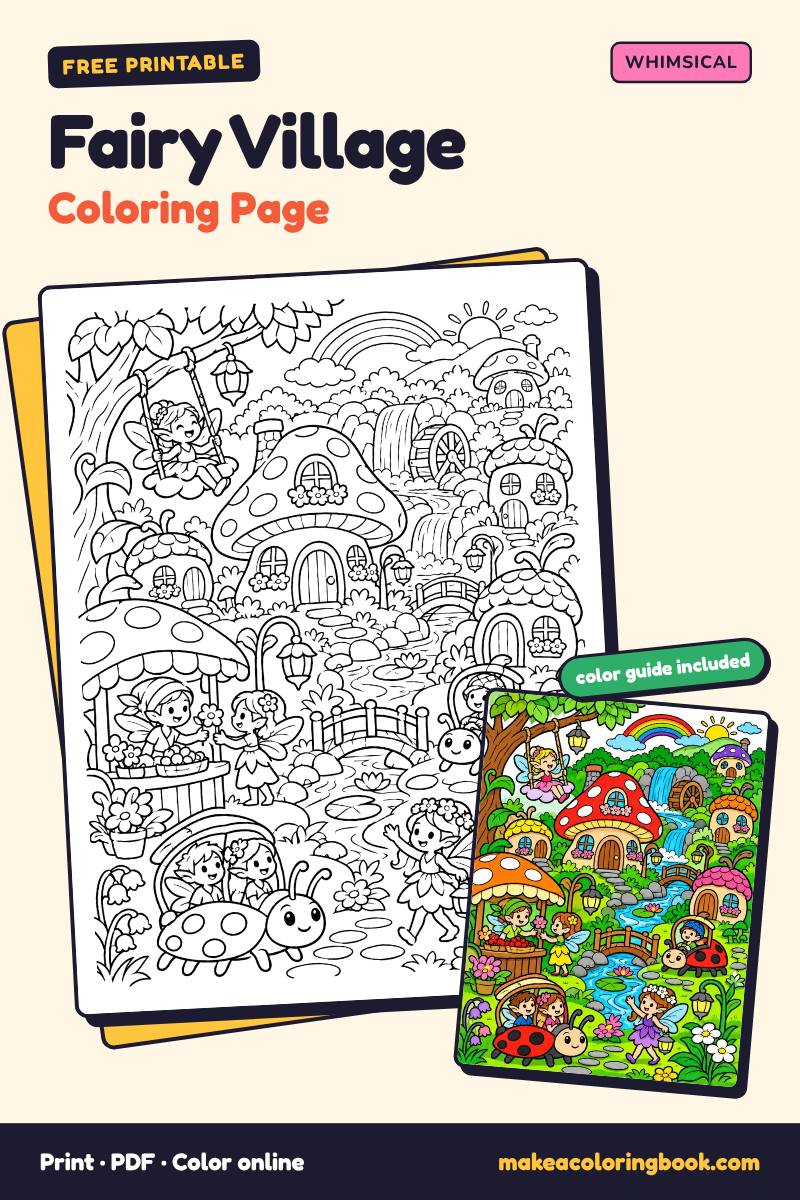 FREE PRINTABLE
WHIMSICAL
Fairy Village
Coloring Page
color guide included
Print · PDF · Color online
makeacoloringbook.com